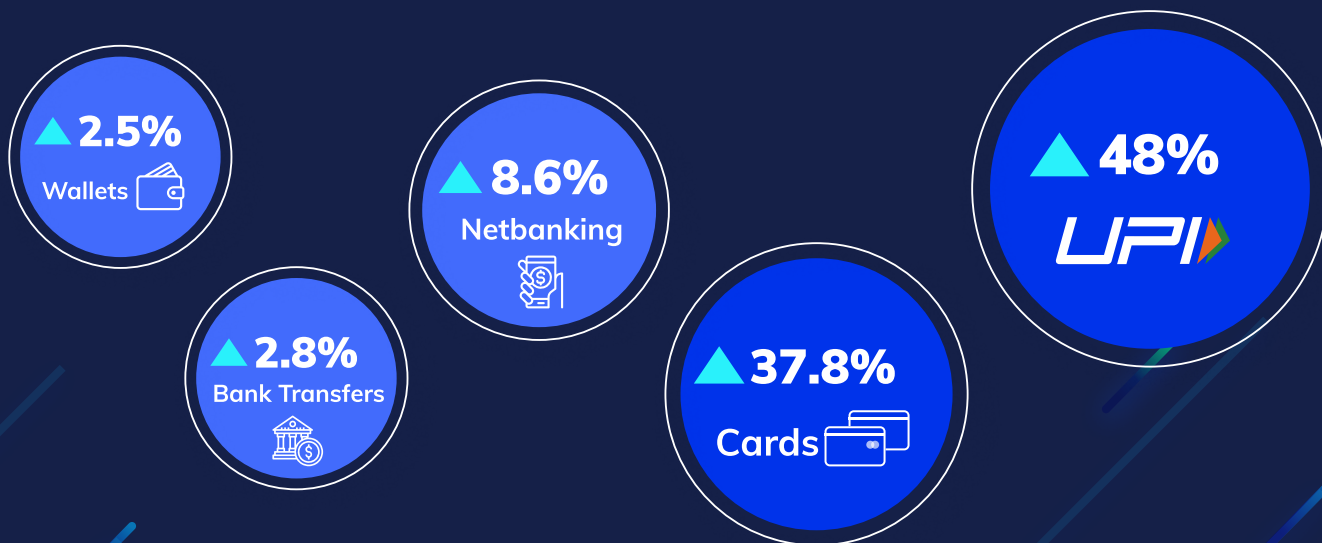 2.5%
Wallets
2.8%
Bank Transfers
8.6%
Netbanking
37.8%
Cards
48%
UPI